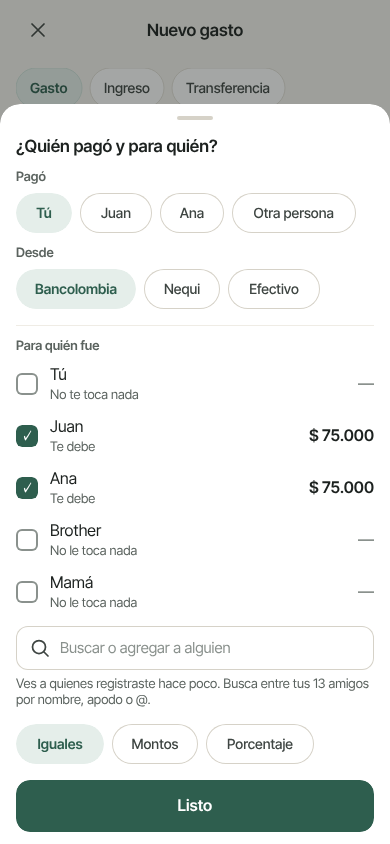 Nuevo gasto
Gasto
Ingreso
Transferencia
¿Quién pagó y para quién?
Pagó
Tú
Juan
Ana
Otra persona
Desde
Bancolombia
Nequi
Efectivo
Para quién fue
Tú
No te toca nada
—
✓
Juan
Te debe
$ 75.000
✓
Ana
Te debe
$ 75.000
Brother
No le toca nada
—
Mamá
No le toca nada
—
Buscar o agregar a alguien
Ves a quienes registraste hace poco. Busca entre tus 13 amigos
por nombre, apodo o @.
Iguales
Montos
Porcentaje
Listo